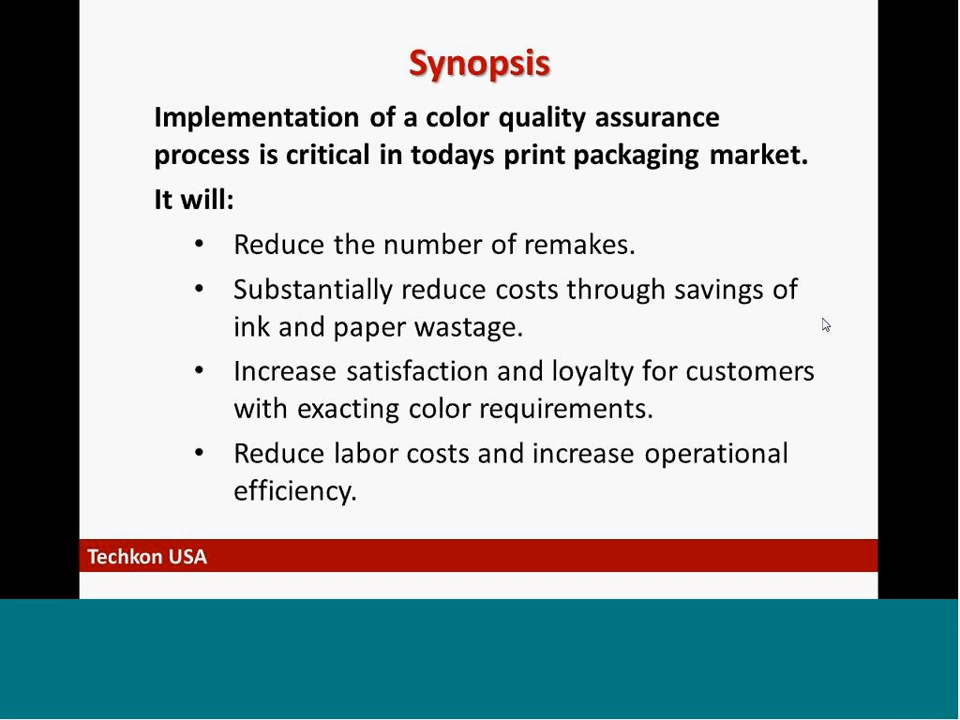 Synopsis
Implementation of a color quality assurance
process is critical in todays print packaging market.
It will:
• Reduce the number of remakes.
• Substantially reduce costs through savings of
ink and paper wastage.
• Increase satisfaction and loyalty for customers
with exacting color requirements.
• Reduce labor costs and increase operational
efficiency.
Techkon USA